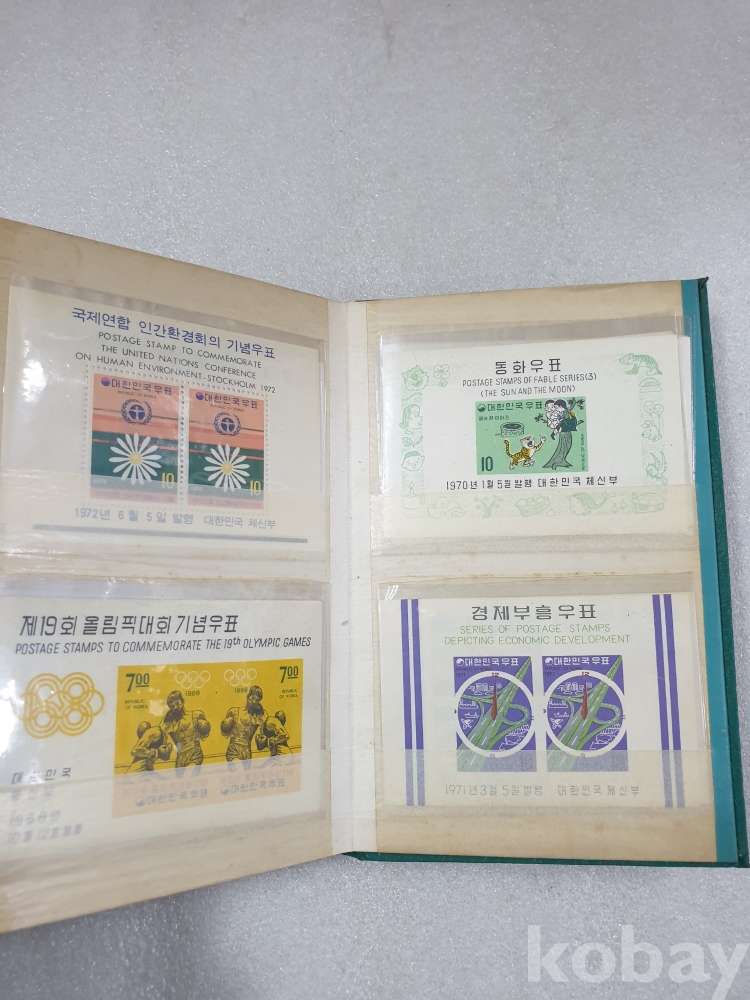 국제연합 인간환경회의 기념우표
POSTAGE STAMP TO COMMEMORATE
THE UNITED NATIONS CONFERENCE
ON HUMAN ENVIRONMENT-STOCKHOLM 1972
대한민국우표
대한민국우표
10
10
1972년 6월 5일 발행 대한민국 체신부
제19회 올림픽대회 기념우표
POSTAGE STAMPS TO COMMEMORATE THE 19th OLYMPIC GAMES
68
7.00
1968
REPUBLIC OF KOREA
1968
7.00
REPUBLIC OF KOREA
대한민국우표
대한민국우표
대한민국
동화우표
POSTAGE STAMPS OF FABLE SERIES(3)
(THE SUN AND THE MOON)
대한민국우표
10
1970년 1월 5일 발행 대한민국 체신부
경제부흥우표
SERIES OF POSTAGE STAMPS
DEPICTING ECONOMIC DEVELOPMENT
대한민국우표
대한민국우표
1971년 3월 5일 발행 대한민국 체신부
kobay